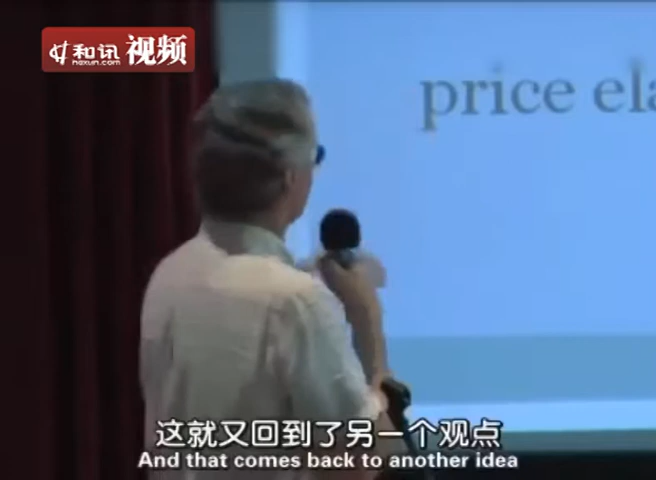 和讯 视频
hexun.com
price ela
这就又回到了另一个观点
And that comes back to another idea